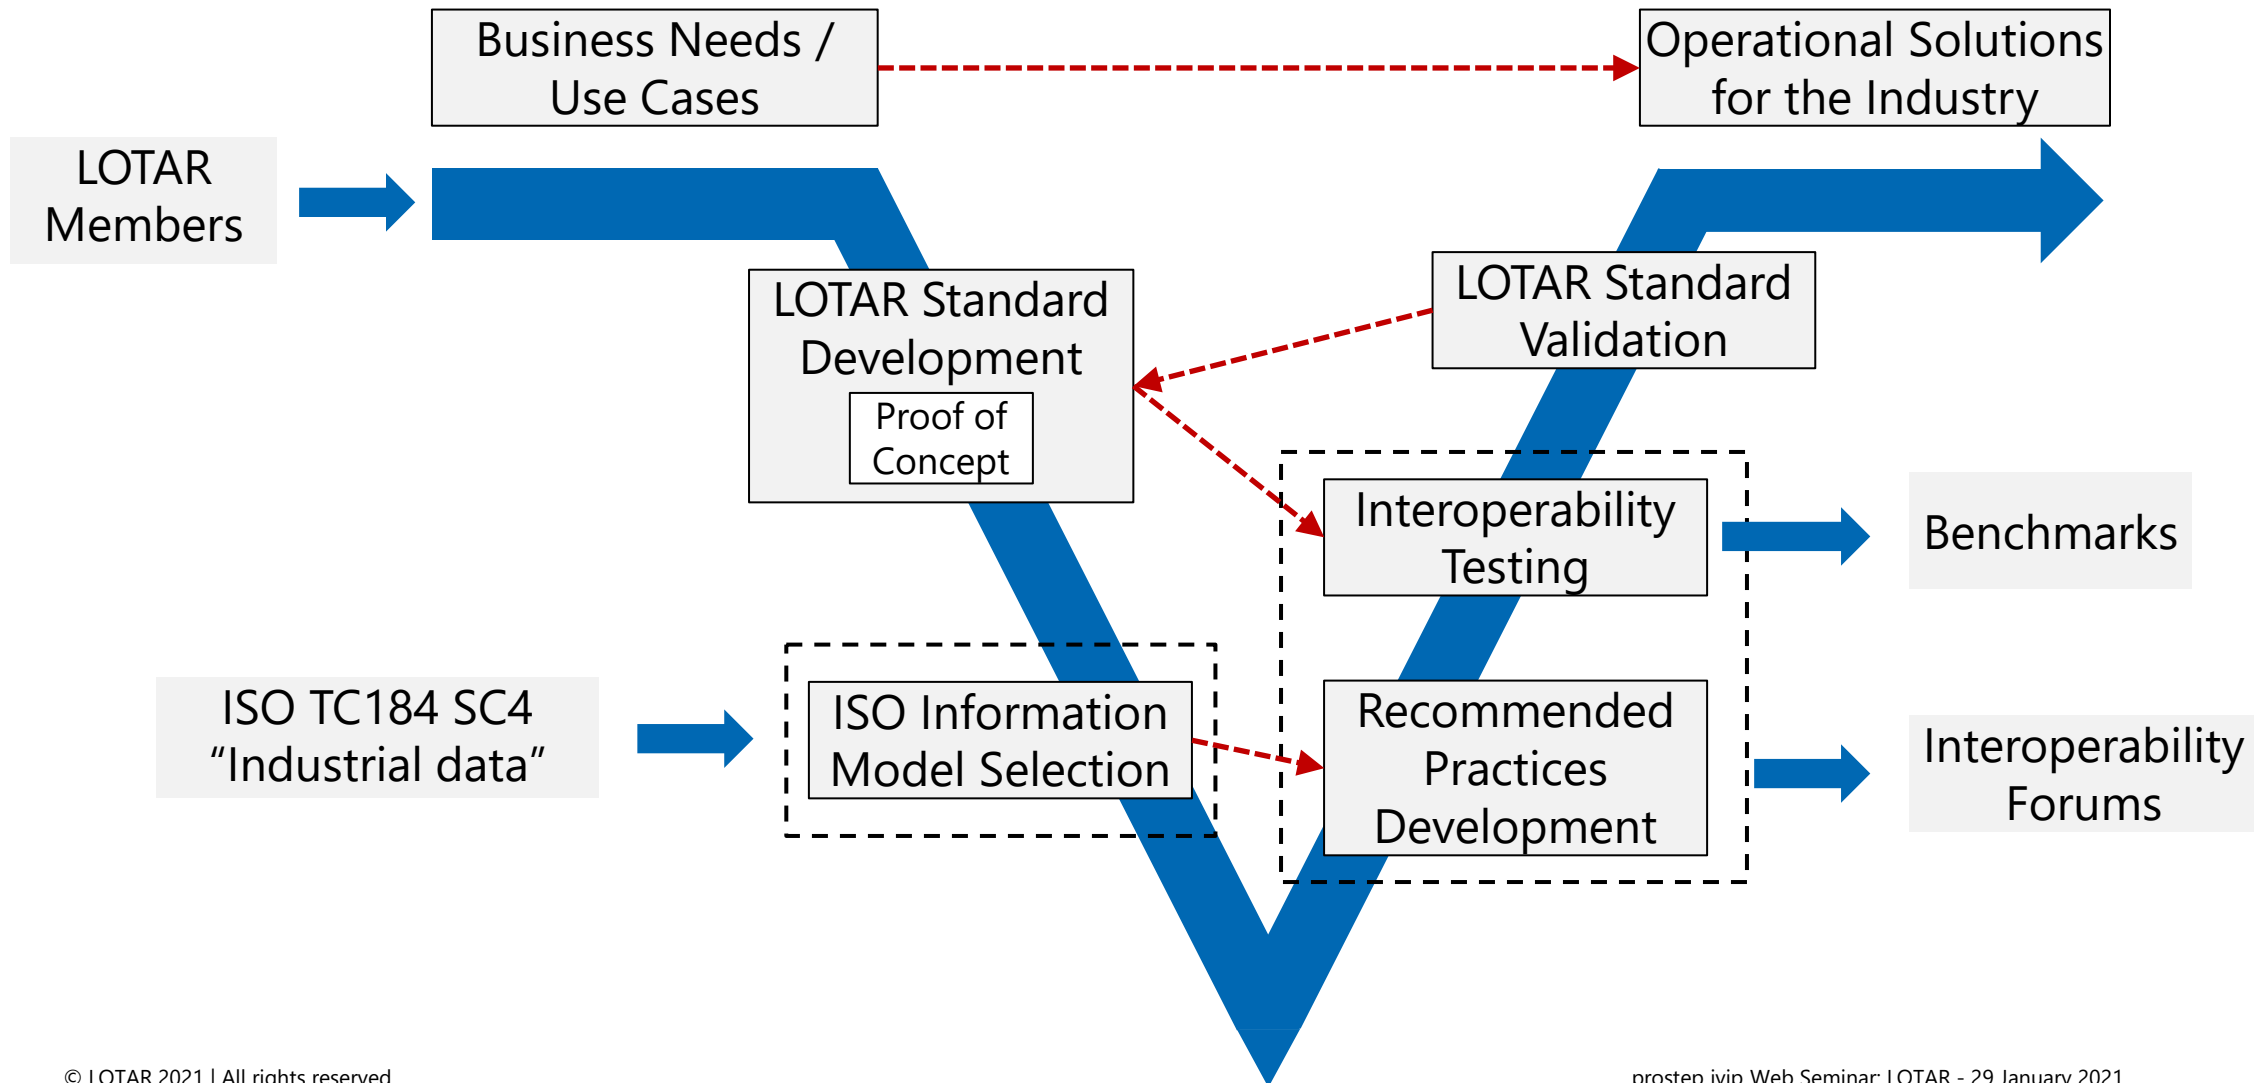 Business Needs /
Use Cases
Operational Solutions
for the Industry
LOTAR
Members
LOTAR Standard
Development
Proof of
Concept
LOTAR Standard
Validation
Interoperability
Testing
Benchmarks
ISO TC184 SC4
“Industrial data”
ISO Information
Model Selection
Recommended
Practices
Development
Interoperability
Forums
© LOTAR 2021 | All rights reserved
prostep ivip Web Seminar: LOTAR - 29 January 2021